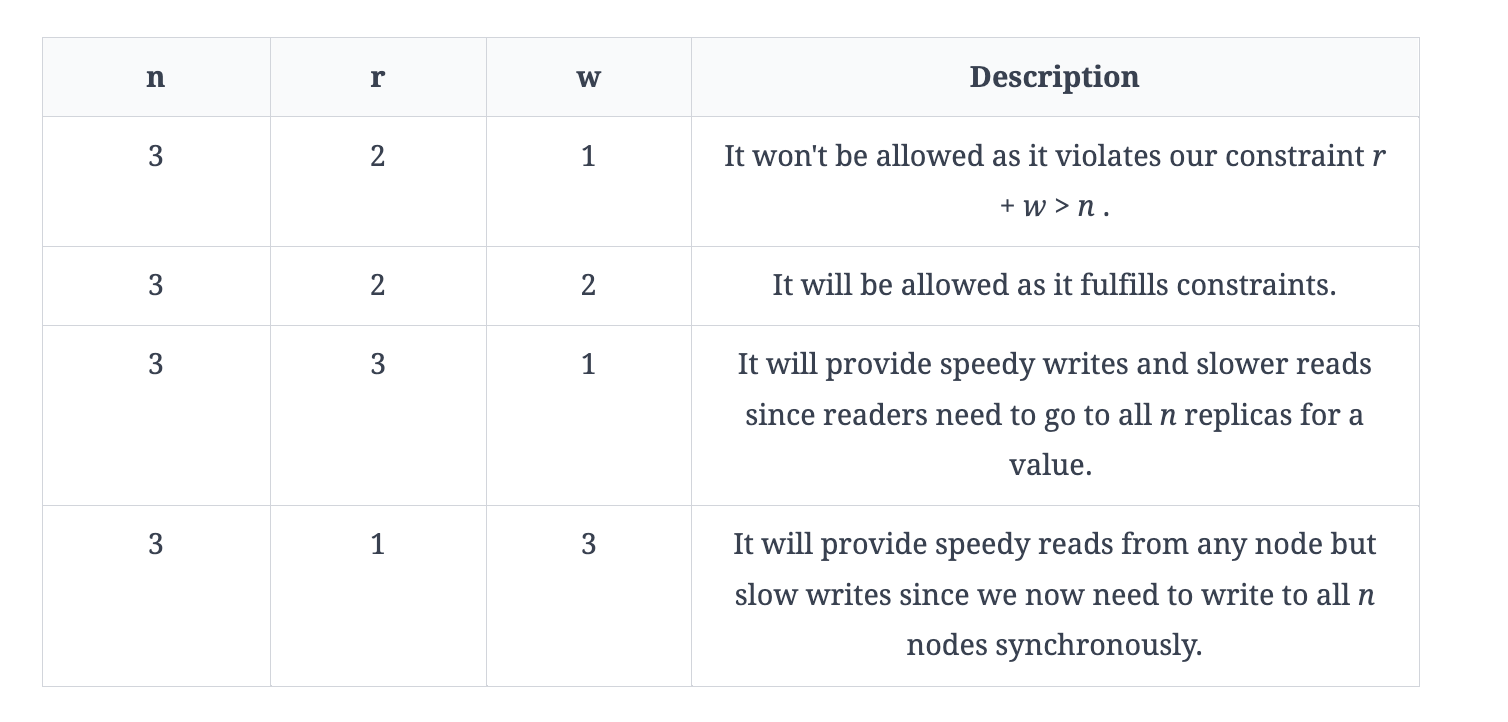 n r w Description
3 2 1 It won't be allowed as it violates our constraint r
+ w > n .
3 2 2 It will be allowed as it fulfills constraints.
3 3 1 It will provide speedy writes and slower reads
since readers need to go to all n replicas for a
value.
3 1 3 It will provide speedy reads from any node but
slow writes since we now need to write to all n
nodes synchronously.